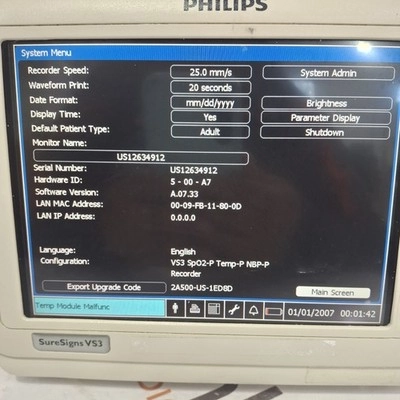 PHILIPS
System Menu
Recorder Speed: 25.0 mm/s System Admin
Waveform Print: 20 seconds
Date Format: mm/dd/yyyy Brightness
Display Time: Yes Parameter Display
Default Patient Type: Adult Shutdown
Monitor Name:
US12634912
Serial Number: US12634912
Hardware ID: 5 - 00 - A7
Software Version: A.07.33
LAN MAC Address: 00-09-FB-11-80-0D
LAN IP Address: 0.0.0.0
Language: English
Configuration: VS3 SpO2-P Temp-P NBP-P
Recorder
Export Upgrade Code 2A500-US-1ED8D Main Screen
Temp Module Malfunc 01/01/2007 00:01:42
SureSigns VS3